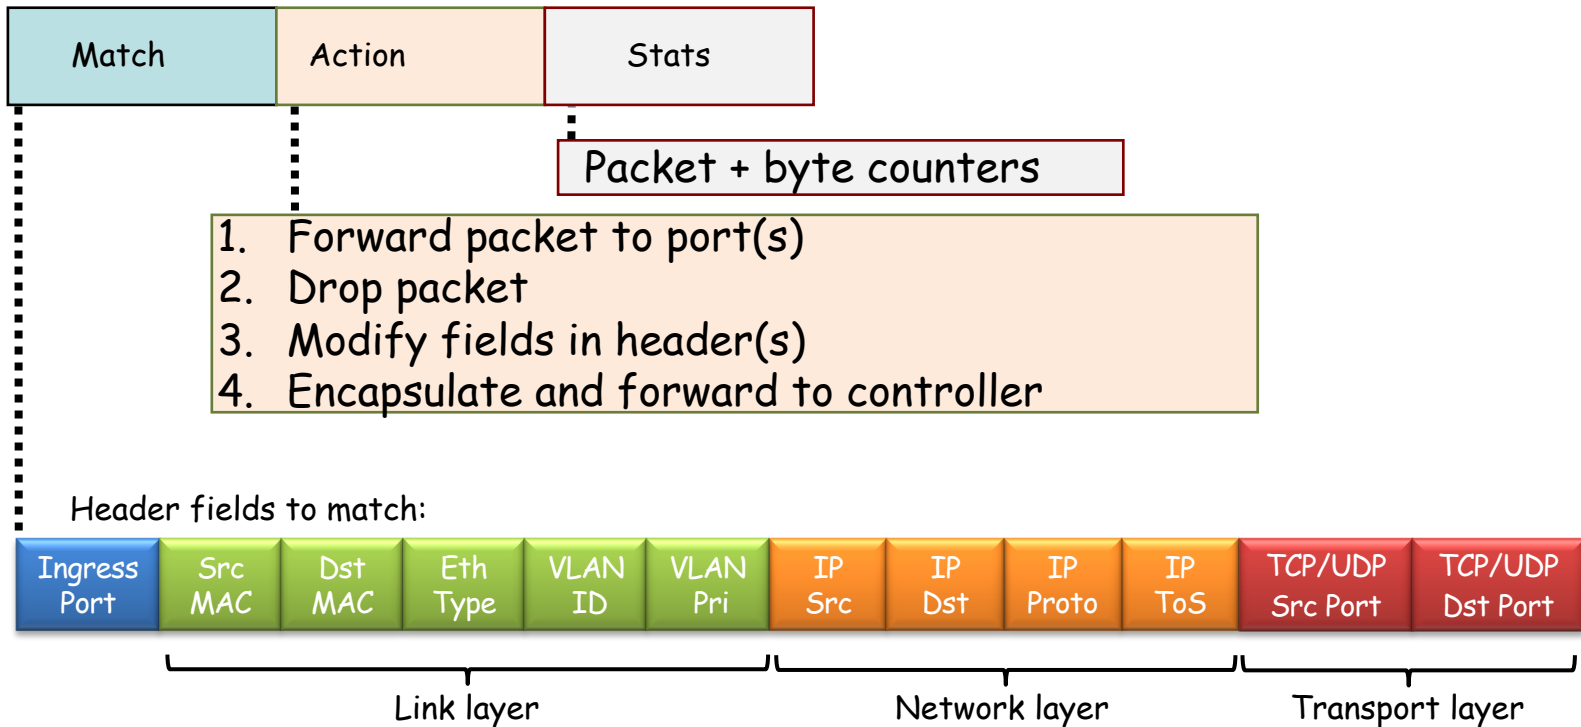 Match Action Stats
Packet + byte counters
1. Forward packet to port(s)
2. Drop packet
3. Modify fields in header(s)
4. Encapsulate and forward to controller
Header fields to match:
Ingress Port
Src MAC
Dst MAC
Eth Type
VLAN ID
VLAN Pri
IP Src
IP Dst
IP Proto
IP ToS
TCP/UDP Src Port
TCP/UDP Dst Port
Link layer
Network layer
Transport layer